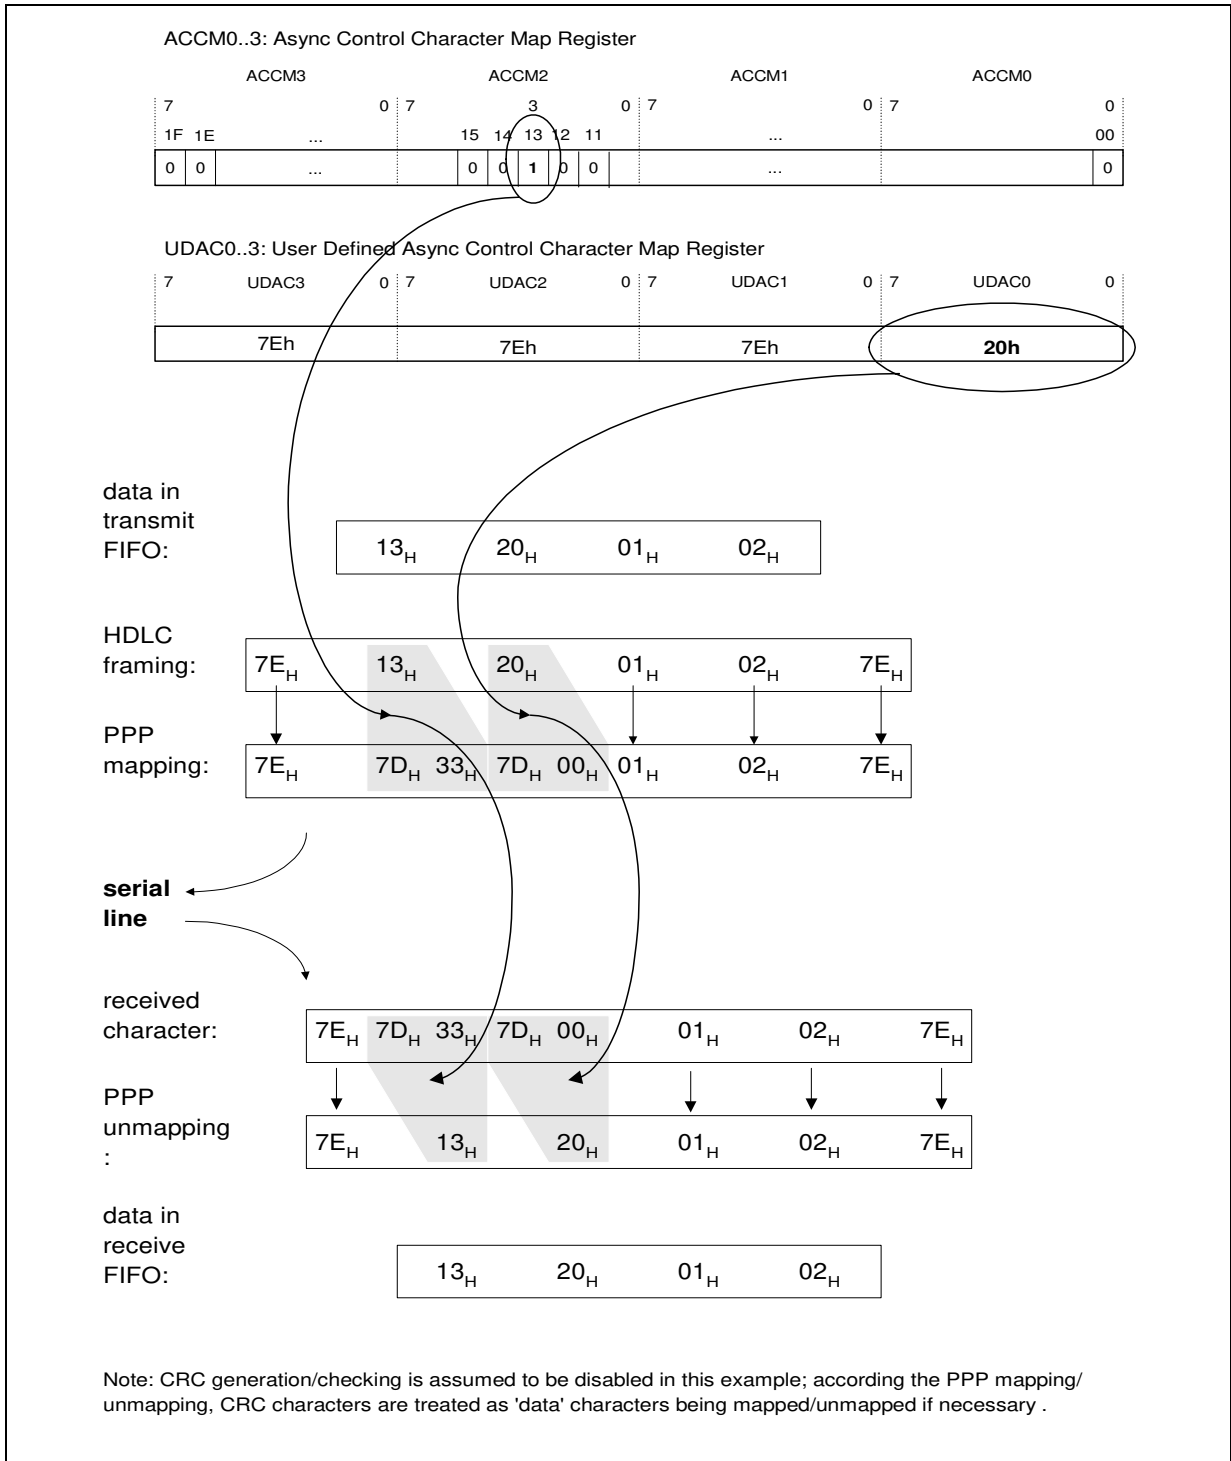 ACCM0..3: Async Control Character Map Register
ACCM3 ACCM2 ACCM1 ACCM0
7 0 7 3 0 7 0 7 0
1F 1E ... 15 14 13 12 11 ... 00
0 0 ... 0 0 1 0 0 ... 0
UDAC0..3: User Defined Async Control Character Map Register
7 UDAC3 0 7 UDAC2 0 7 UDAC1 0 7 UDAC0 0
7Eh 7Eh 7Eh 20h
data in
transmit
FIFO:
13H 20H 01H 02H
HDLC
framing:
7EH 13H 20H 01H 02H 7EH
PPP
mapping:
7EH 7DH 33H 7DH 00H 01H 02H 7EH
serial
line
received
character:
7EH 7DH 33H 7DH 00H 01H 02H 7EH
PPP
unmapping
:
7EH 13H 20H 01H 02H 7EH
data in
receive
FIFO:
13H 20H 01H 02H
Note: CRC generation/checking is assumed to be disabled in this example; according the PPP mapping/
unmapping, CRC characters are treated as 'data' characters being mapped/unmapped if necessary .